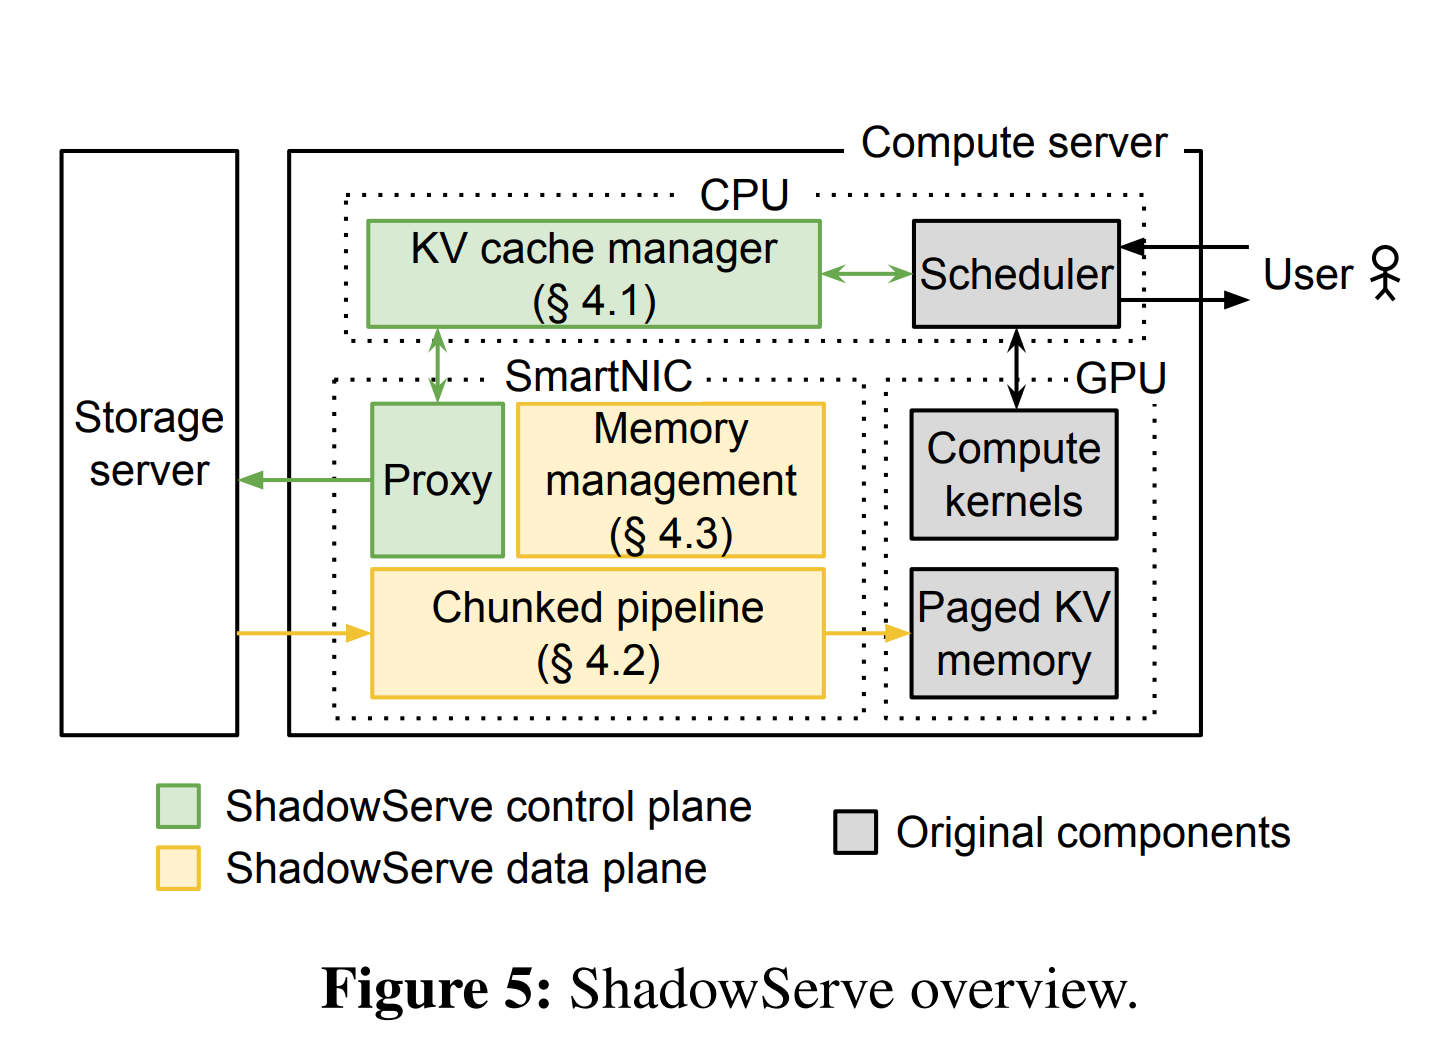 Compute server
CPU
KV cache manager
(§ 4.1)
Scheduler
User
SmartNIC
GPU
Storage
server
Proxy
Memory
management
(§ 4.3)
Compute
kernels
Chunked pipeline
(§ 4.2)
Paged KV
memory
ShadowServe control plane
ShadowServe data plane
Original components
Figure 5: ShadowServe overview.